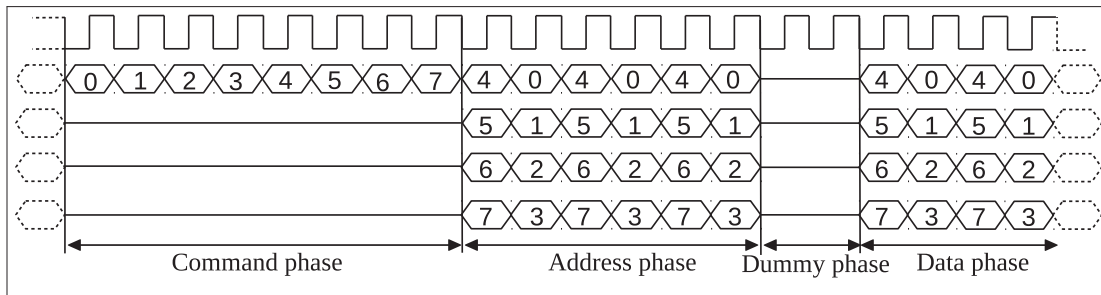 0 1 2 3 4 5 6 7 4 0 4 0 4 0 4 0 4 0
5 1 5 1 5 1 5 1 5 1
6 2 6 2 6 2 6 2 6 2
7 3 7 3 7 3 7 3 7 3
Command phase Address phase Dummy phase Data phase